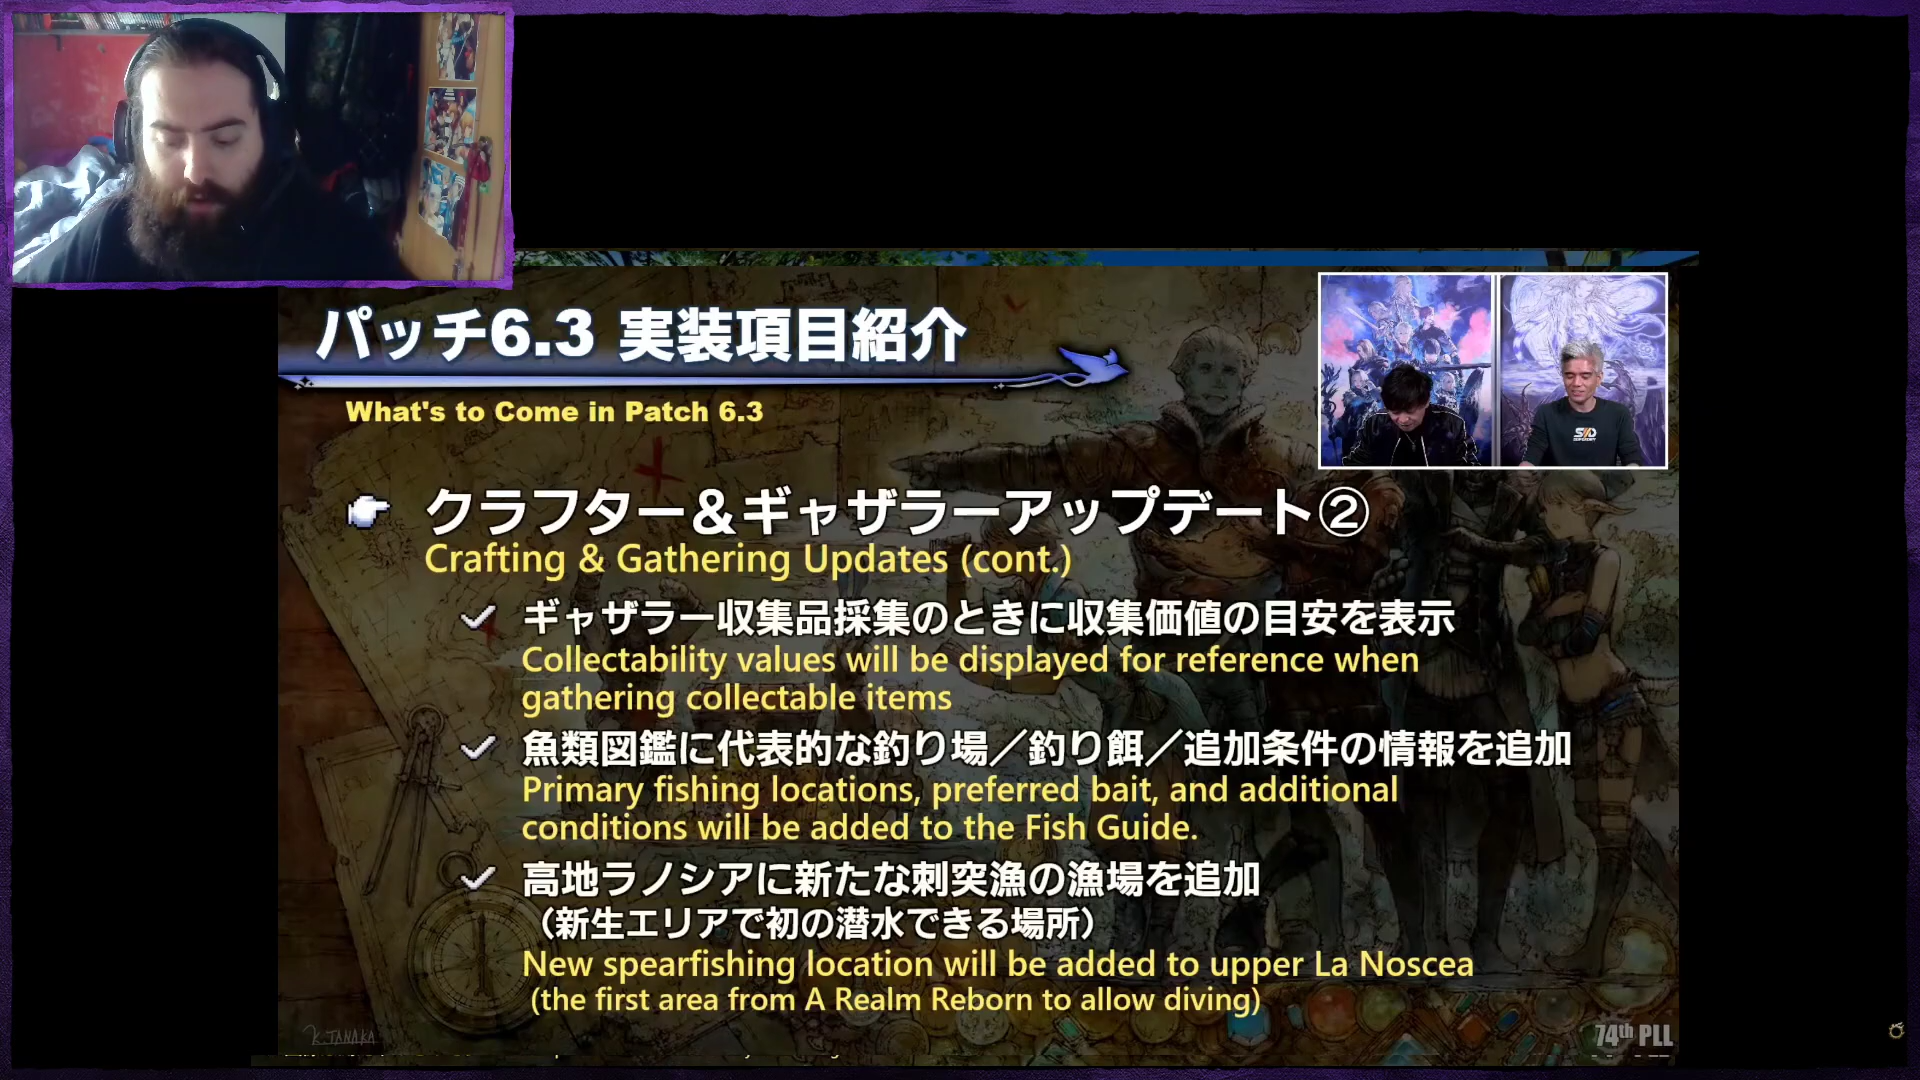 パッチ6.3 実装項目紹介
What's to Come in Patch 6.3
クラフター＆ギャザラーアップデート②
Crafting & Gathering Updates (cont.)
ギャザラー収集品採集のときに収集価値の目安を表示
Collectability values will be displayed for reference when
gathering collectable items
魚類図鑑に代表的な釣り場／釣り餌／追加条件の情報を追加
Primary fishing locations, preferred bait, and additional
conditions will be added to the Fish Guide.
高地ラノシアに新たな刺突漁の漁場を追加
（新生エリアで初の潜水できる場所）
New spearfishing location will be added to upper La Noscea
(the first area from A Realm Reborn to allow diving)
K.TANAKA
74th PLL